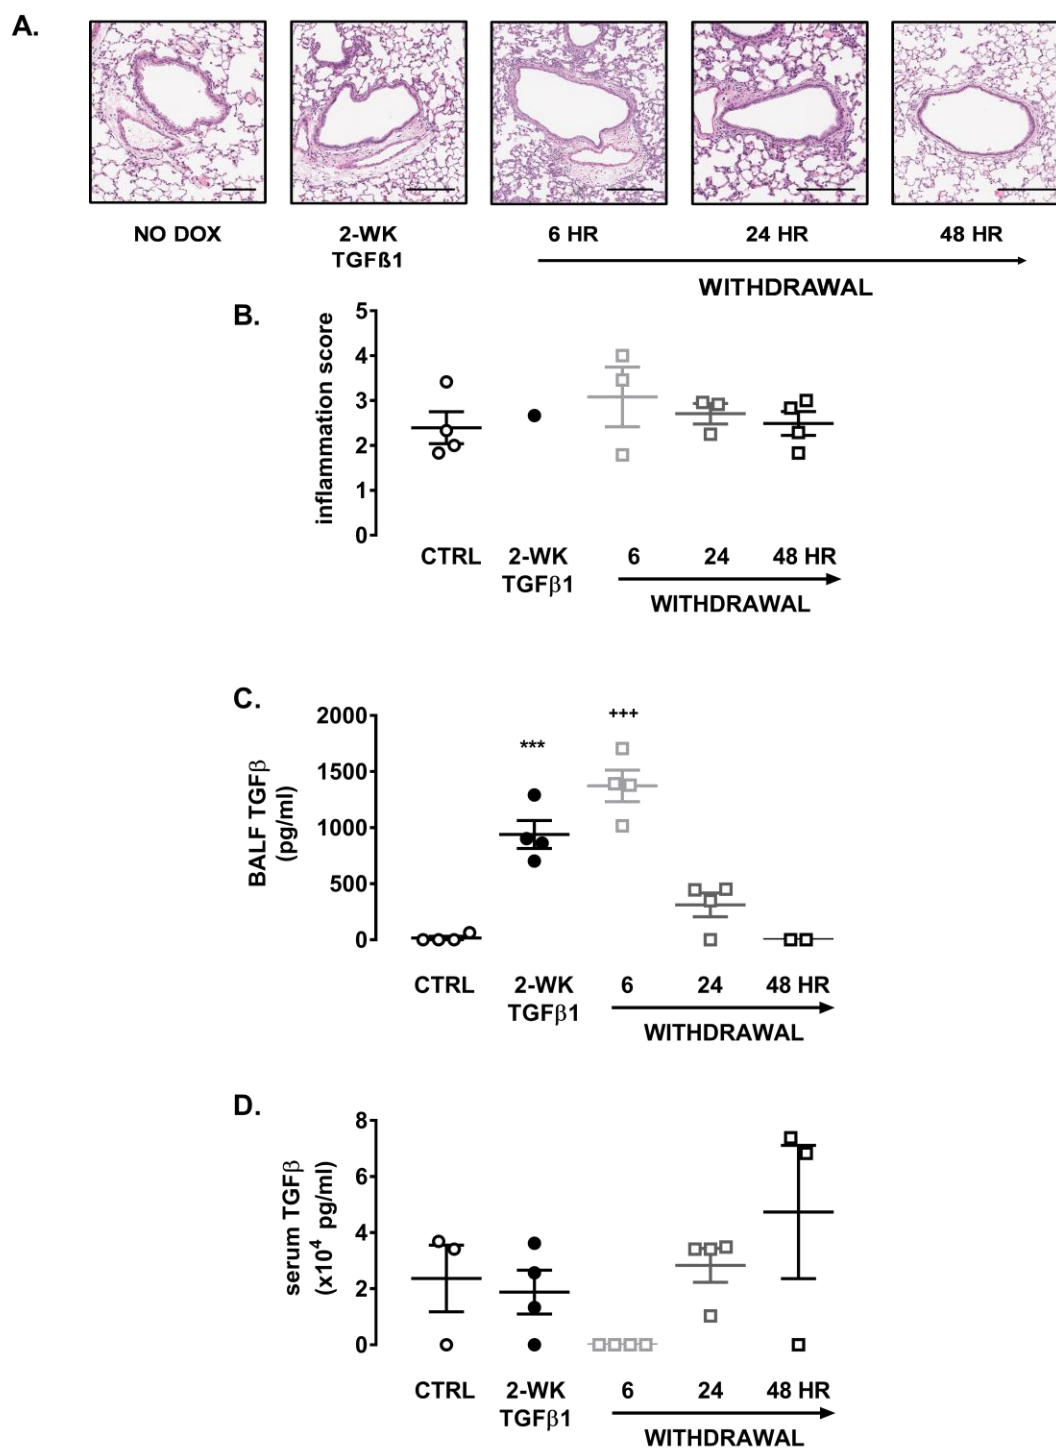 A.
NO DOX
2-WK
TGFß1
6 HR
24 HR
48 HR
WITHDRAWAL
B.
inflammation score
5
4
3
2
1
0
CTRL
2-WK
TGFβ1
6
24
48 HR
WITHDRAWAL
C.
BALF TGFβ
(pg/ml)
2000
1500
1000
500
0
***
+++
CTRL
2-WK
TGFβ1
6
24
48 HR
WITHDRAWAL
D.
serum TGFβ
(x10⁴ pg/ml)
8
6
4
2
0
CTRL
2-WK
TGFβ1
6
24
48 HR
WITHDRAWAL